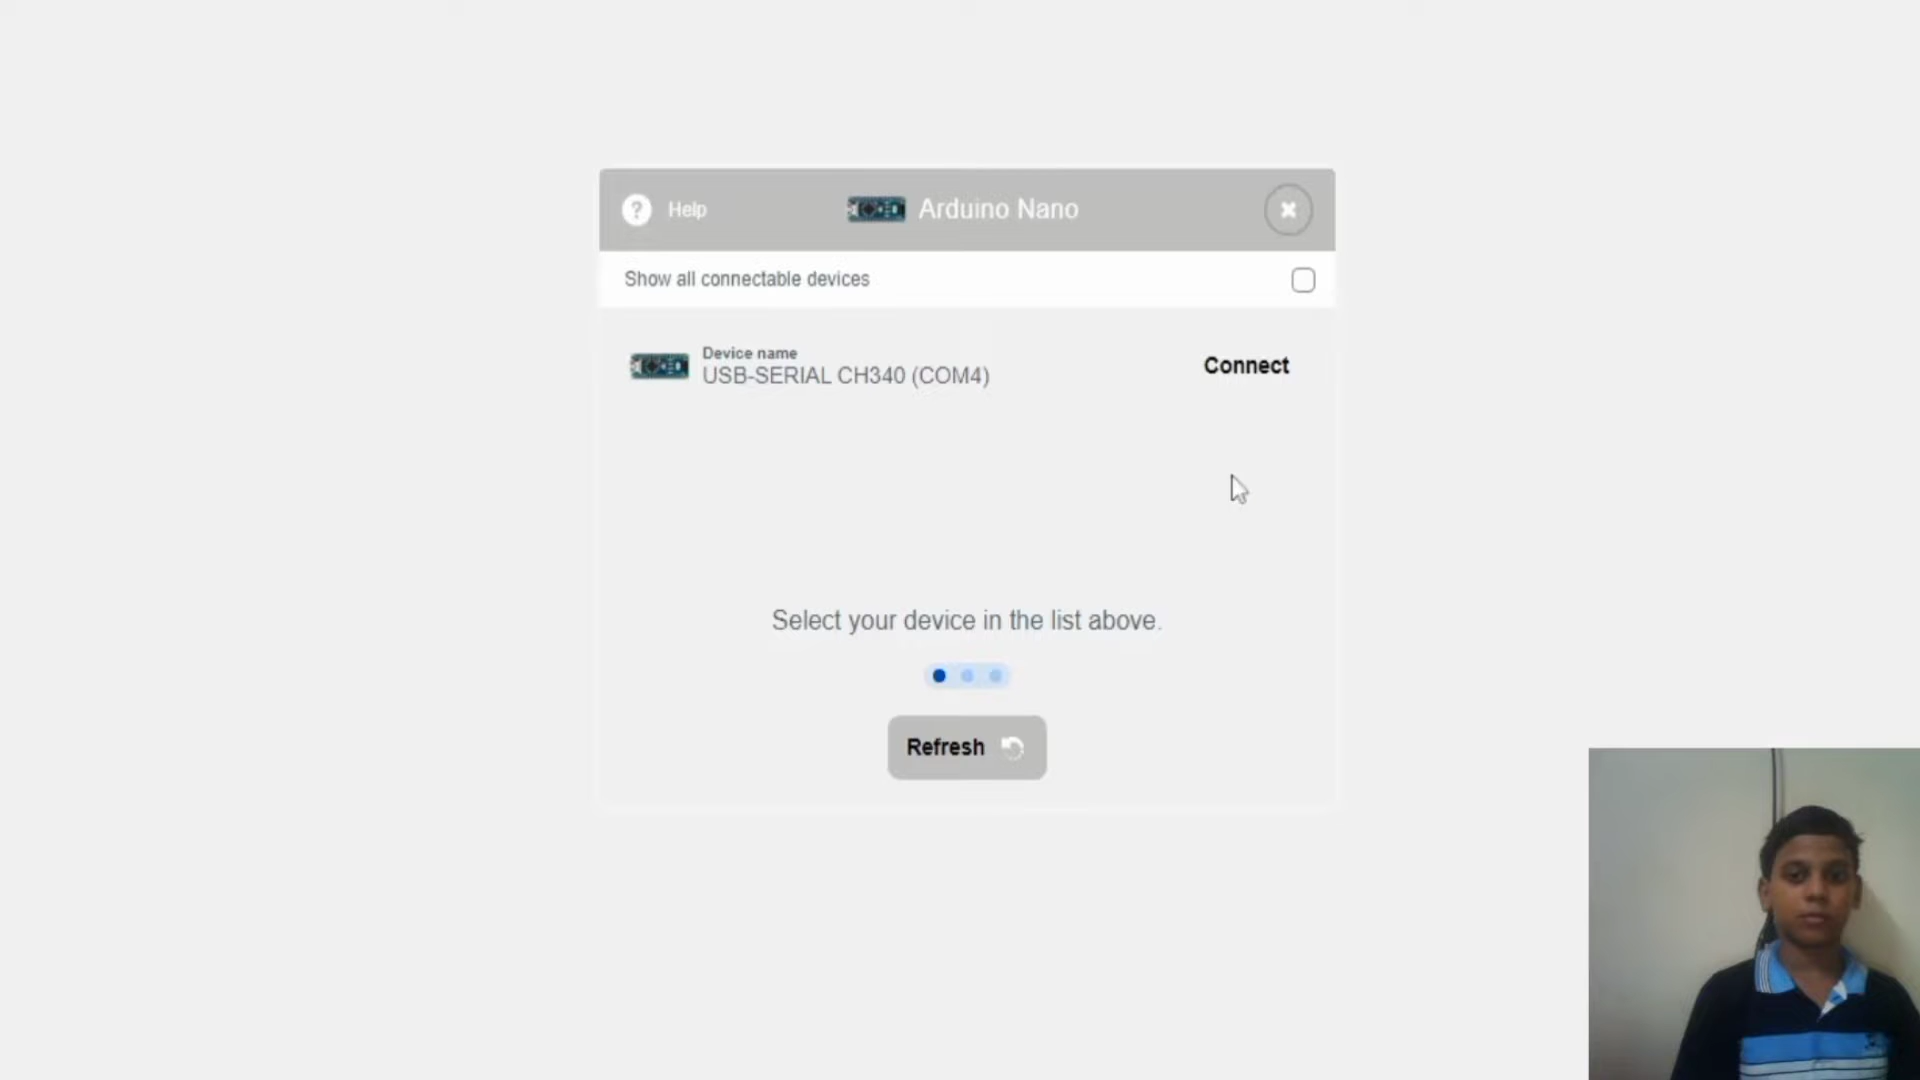 Help
Arduino Nano
Show all connectable devices
Device name
USB-SERIAL CH340 (COM4)
Connect
Select your device in the list above.
Refresh